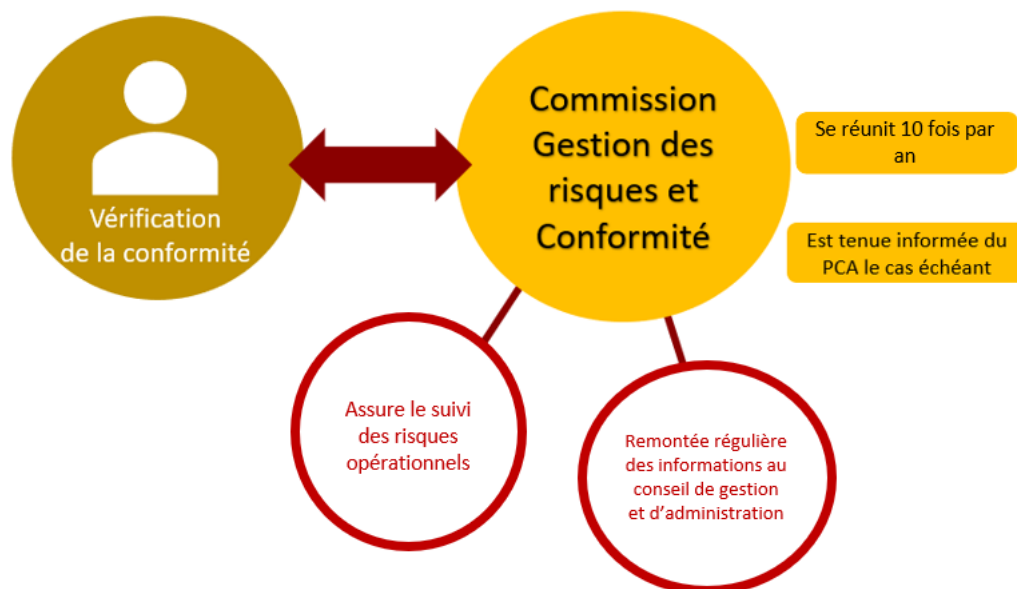 Vérification
de la conformité
Commission
Gestion des
risques et
Conformité
Se réunit 10 fois par
an
Est tenue informée du
PCA le cas échéant
Assure le suivi
des risques
opérationnels
Remontée régulière
des informations au
conseil de gestion
et d’administration